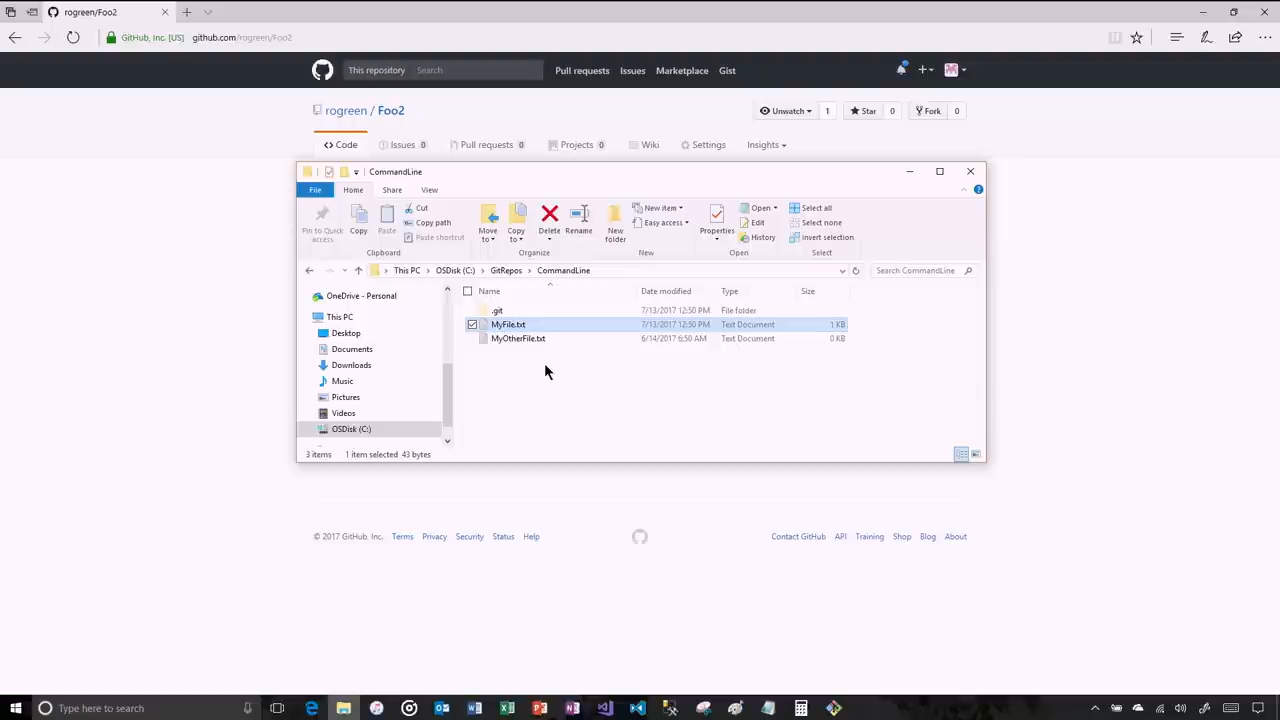 rogreen/Foo2
GitHub, Inc. [US] github.com/rogreen/Foo2
This repository Search Pull requests Issues Marketplace Gist
rogreen / Foo2 Unwatch 1 Star 0 Fork 0
Code Issues 0 Pull requests 0 Projects 0 Wiki Settings Insights
CommandLine
File Home Share View
Pin to Quick access
Copy
Paste
Cut
Copy path
Paste shortcut
Clipboard
Move to
Copy to
Delete
Rename
Organize
New folder
New item
Easy access
New
Properties
Open
Edit
History
Open
Select all
Select none
Invert selection
Select
This PC OSDisk (C:) GitRepos CommandLine Search CommandLine
OneDrive - Personal
This PC
Desktop
Documents
Downloads
Music
Pictures
Videos
OSDisk (C:)
Name Date modified Type Size
.git 7/13/2017 12:50 PM File folder
MyFile.txt 7/13/2017 12:50 PM Text Document 1 KB
MyOtherFile.txt 6/14/2017 6:50 AM Text Document 0 KB
3 items 1 item selected 43 bytes
© 2017 GitHub, Inc. Terms Privacy Security Status Help Contact GitHub API Training Shop Blog About
Type here to search